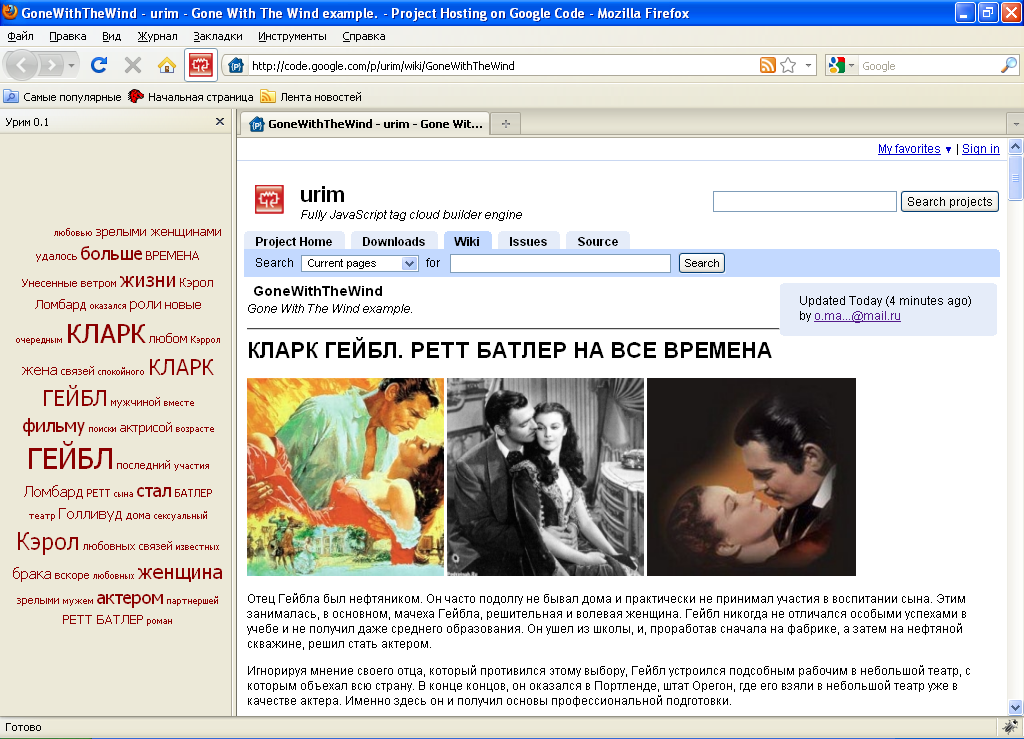 GoneWithTheWind - urim - Gone With The Wind example. - Project Hosting on Google Code - Mozilla Firefox
Файл Правка Вид Журнал Закладки Инструменты Справка
http://code.google.com/p/urim/wiki/GoneWithTheWind
Google
Самые популярные Начальная страница Лента новостей
Урим 0.1
GoneWithTheWind - urim - Gone Wit...
любовью зрелыми женщинами
удалось больше ВРЕМЕНА
Унесенные ветром жизни Кэрол
Ломбард оказался роли новые
очередным КЛАРК любом Кэррол
жена связей спокойного КЛАРК
ГЕЙБЛ мужчиной вместе
фильму поиски актрисой возрасте
ГЕЙБЛ последний участия
Ломбард РЕТТ сына стал БАТЛЕР
театр Голливуд дома сексуальный
Кэрол любовных связей известных
брака вскоре любовных женщина
зрелыми мужем актером партнершей
РЕТТ БАТЛЕР роман
My favorites ▼ | Sign in
urim
Fully JavaScript tag cloud builder engine
Search projects
Project Home Downloads Wiki Issues Source
Search Current pages for Search
GoneWithTheWind
Gone With The Wind example.
Updated Today (4 minutes ago)
by o.ma...@mail.ru
КЛАРК ГЕЙБЛ. РЕТТ БАТЛЕР НА ВСЕ ВРЕМЕНА
Отец Гейбла был нефтяником. Он часто подолгу не бывал дома и практически не принимал участия в воспитании сына. Этим
занималась, в основном, мачеха Гейбла, решительная и волевая женщина. Гейбл никогда не отличался особыми успехами в
учебе и не получил даже среднего образования. Он ушел из школы, и, проработав сначала на фабрике, а затем на нефтяной
скважине, решил стать актером.
Игнорируя мнение своего отца, который противился этому выбору, Гейбл устроился подсобным рабочим в небольшой театр, с
которым объехал всю страну. В конце концов, он оказался в Портленде, штат Орегон, где его взяли в небольшой театр уже в
качестве актера. Именно здесь он и получил основы профессиональной подготовки.
Готово